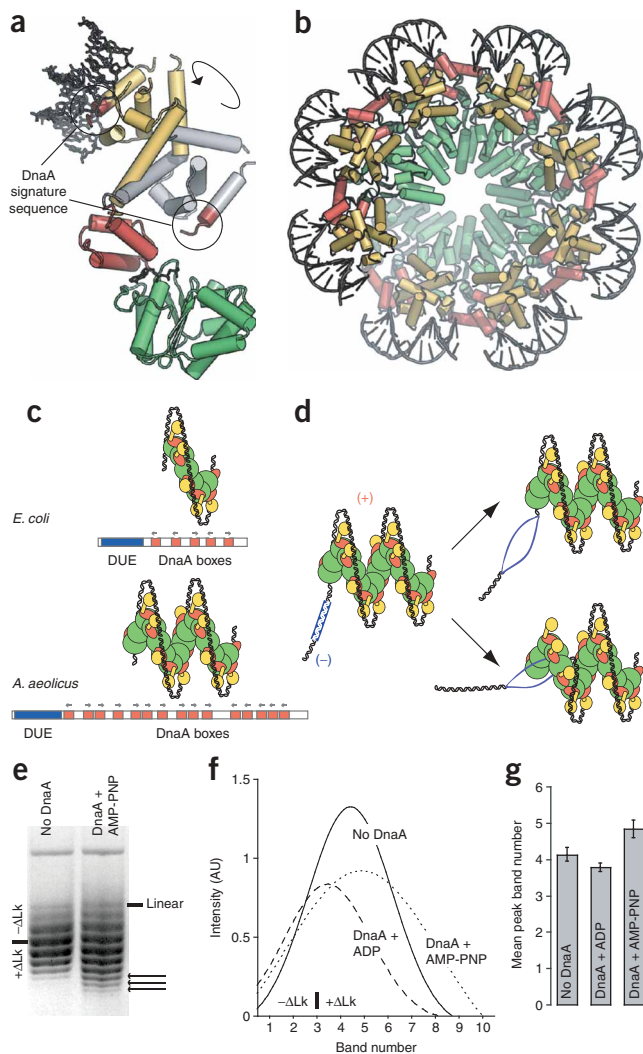 a
DnaA
signature
sequence
b
c
E. coli
DUE DnaA boxes
A. aeolicus
DUE DnaA boxes
d
(+)
(–)
e
No DnaA
DnaA +
AMP-PNP
–ΔLk
+ΔLk
Linear
f
Intensity (AU)
1.5
1
0.5
0
No DnaA
DnaA +
ADP
DnaA +
AMP-PNP
–ΔLk +ΔLk
1 2 3 4 5 6 7 8 9 10
Band number
g
Mean peak band number
6
5
4
3
2
1
0
No DnaA
DnaA + ADP
DnaA + AMP-PNP